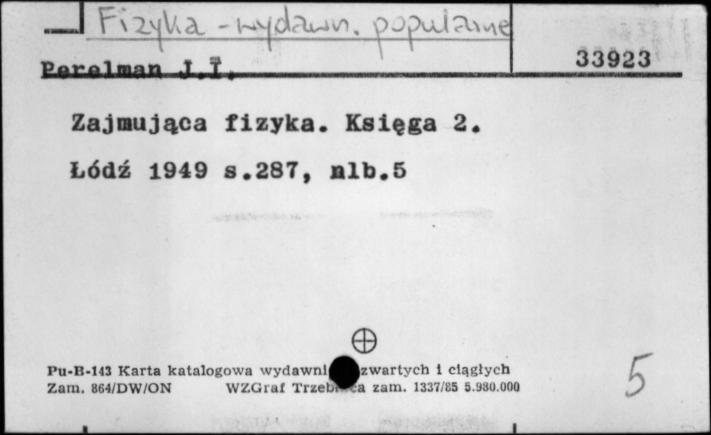 Fizyka - wydawn. popularne
33923
Perelman J.I.
Zajmująca fizyka. Księga 2.
Łódź 1949 s.287, nlb.5
Pu-B-143 Karta katalogowa wydawni zwartych i ciągłych
Zam. 864/DW/ON WZGraf Trzeb ca zam. 1337/85 5.980.000
5